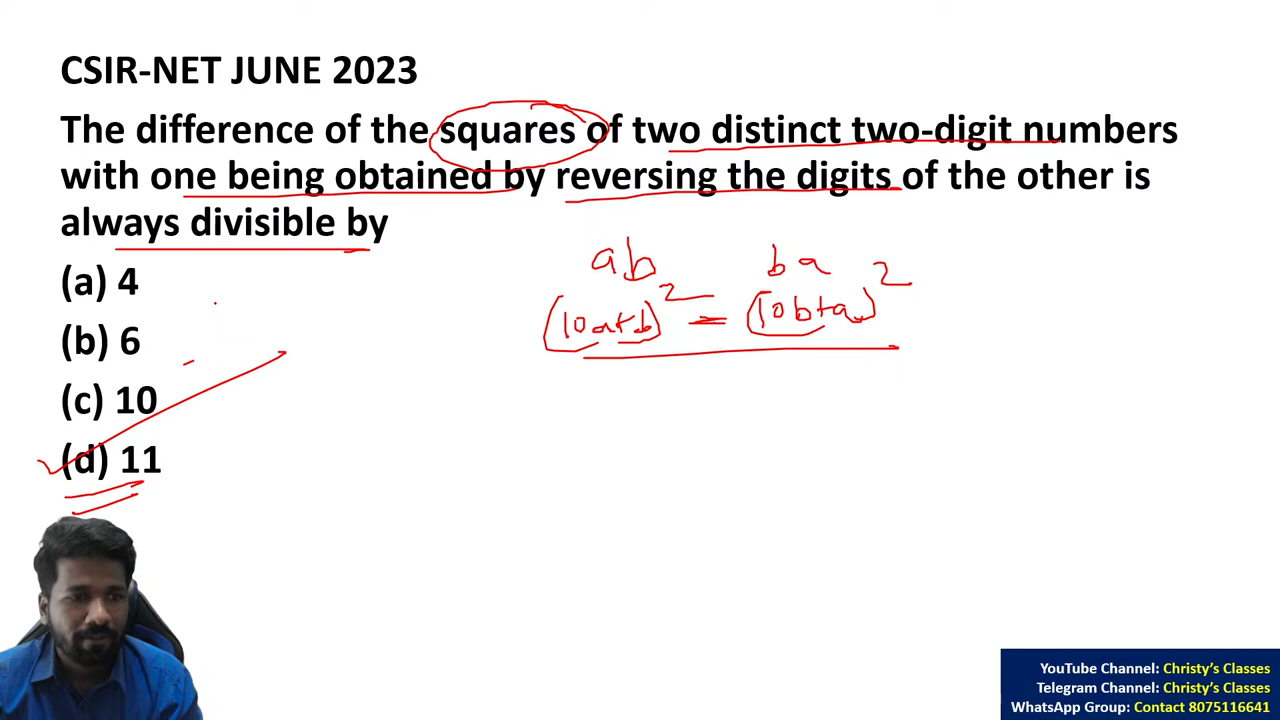 CSIR-NET JUNE 2023
The difference of the squares of two distinct two-digit numbers
with one being obtained by reversing the digits of the other is
always divisible by
ab ba
(a) 4
(10a+b)² - (10b+a)²
(b) 6
(c) 10
(d) 11
YouTube Channel: Christy's Classes
Telegram Channel: Christy's Classes
WhatsApp Group: Contact 8075116641